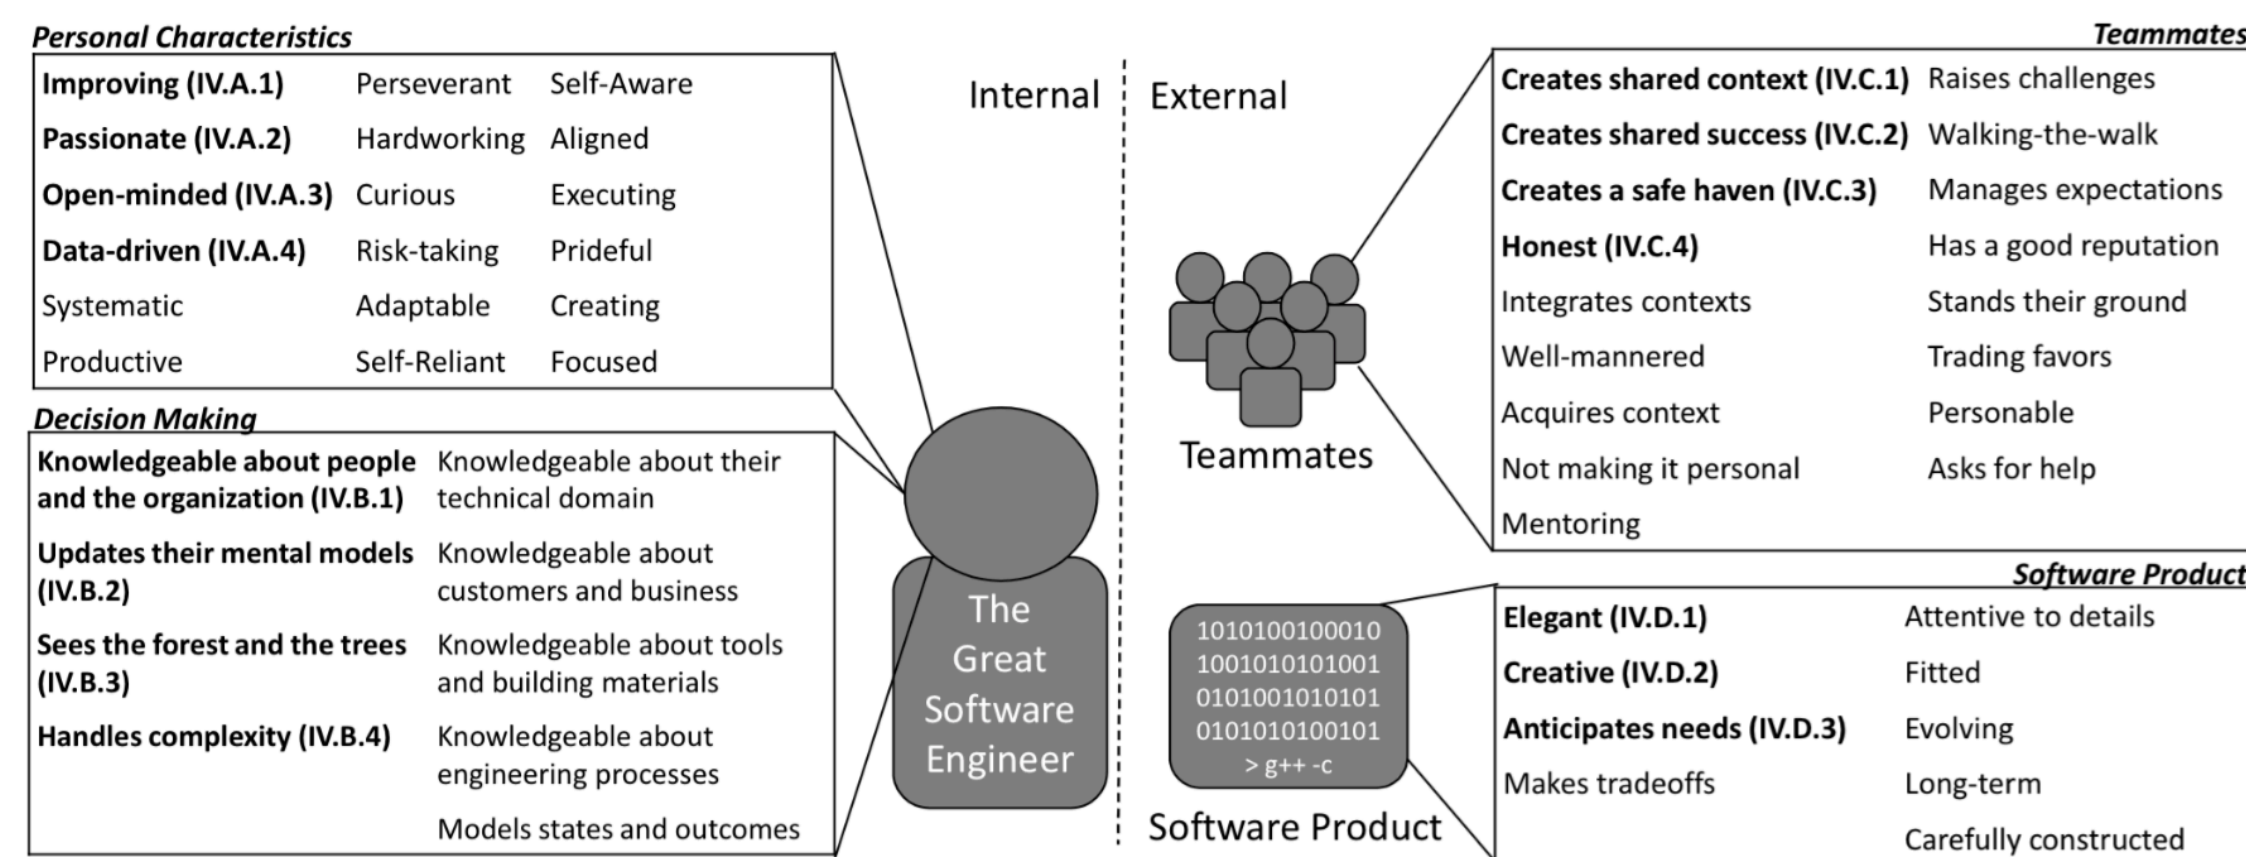 Personal Characteristics
Improving (IV.A.1) Perseverant Self-Aware
Passionate (IV.A.2) Hardworking Aligned
Open-minded (IV.A.3) Curious Executing
Data-driven (IV.A.4) Risk-taking Prideful
Systematic Adaptable Creating
Productive Self-Reliant Focused
Decision Making
Knowledgeable about people
and the organization (IV.B.1)
Knowledgeable about their
technical domain
Updates their mental models
(IV.B.2)
Knowledgeable about
customers and business
Sees the forest and the trees
(IV.B.3)
Knowledgeable about tools
and building materials
Handles complexity (IV.B.4)
Knowledgeable about
engineering processes
Models states and outcomes
Internal
External
The
Great
Software
Engineer
Teammates
1010100100010
1001010101001
0101001010101
0101010100101
> g++ -c
Software Product
Teammates
Creates shared context (IV.C.1) Raises challenges
Creates shared success (IV.C.2) Walking-the-walk
Creates a safe haven (IV.C.3) Manages expectations
Honest (IV.C.4) Has a good reputation
Integrates contexts Stands their ground
Well-mannered Trading favors
Acquires context Personable
Not making it personal Asks for help
Mentoring
Software Product
Elegant (IV.D.1) Attentive to details
Creative (IV.D.2) Fitted
Anticipates needs (IV.D.3) Evolving
Makes tradeoffs Long-term
Carefully constructed